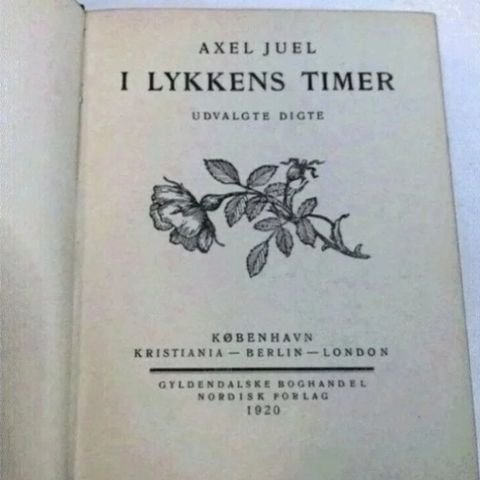 AXEL JUEL
I LYKKENS TIMER
UDVALGTE DIGTE
KØBENHAVN
KRISTIANIA — BERLIN — LONDON
GYLDENDALSKE BOGHANDEL
NORDISK FORLAG
1920